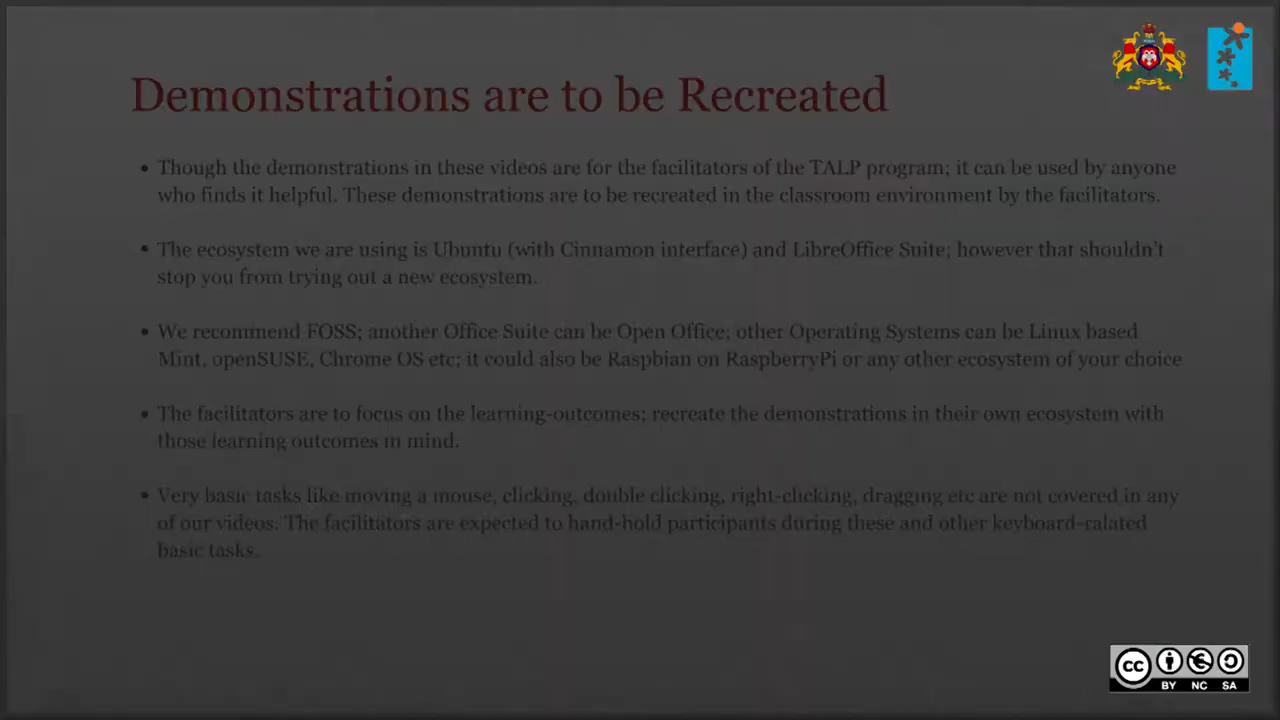 Demonstrations are to be Recreated
• Though the demonstrations in these videos are for the facilitators of the TALP program; it can be used by anyone
who finds it helpful. These demonstrations are to be recreated in the classroom environment by the facilitators.
• The ecosystem we are using is Ubuntu (with Cinnamon interface) and LibreOffice Suite; however that shouldn't
stop you from trying out a new ecosystem.
• We recommend FOSS; another Office Suite can be Open Office; other Operating Systems can be Linux based
Mint, openSUSE, Chrome OS etc; it could also be Raspbian on RaspberryPi or any other ecosystem of your choice
• The facilitators are to focus on the learning-outcomes; recreate the demonstrations in their own ecosystem with
those learning outcomes in mind.
• Very basic tasks like moving a mouse, clicking, double clicking, right-clicking, dragging etc are not covered in any
of our videos. The facilitators are expected to hand-hold participants during these and other keyboard-ralated
basic tasks.
cc
BY NC SA